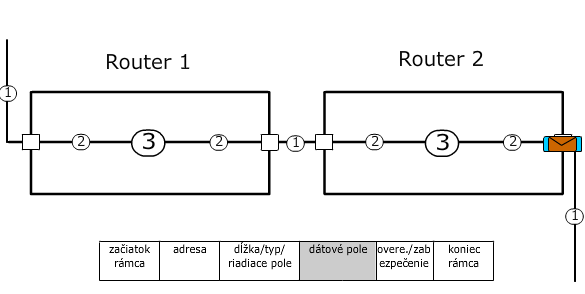 Router 1
Router 2
1
2
3
2
1
2
3
2
1
začiatok
rámca
adresa
dĺžka/typ/
riadiace pole
dátové pole
overe./zab
ezpečenie
koniec
rámca